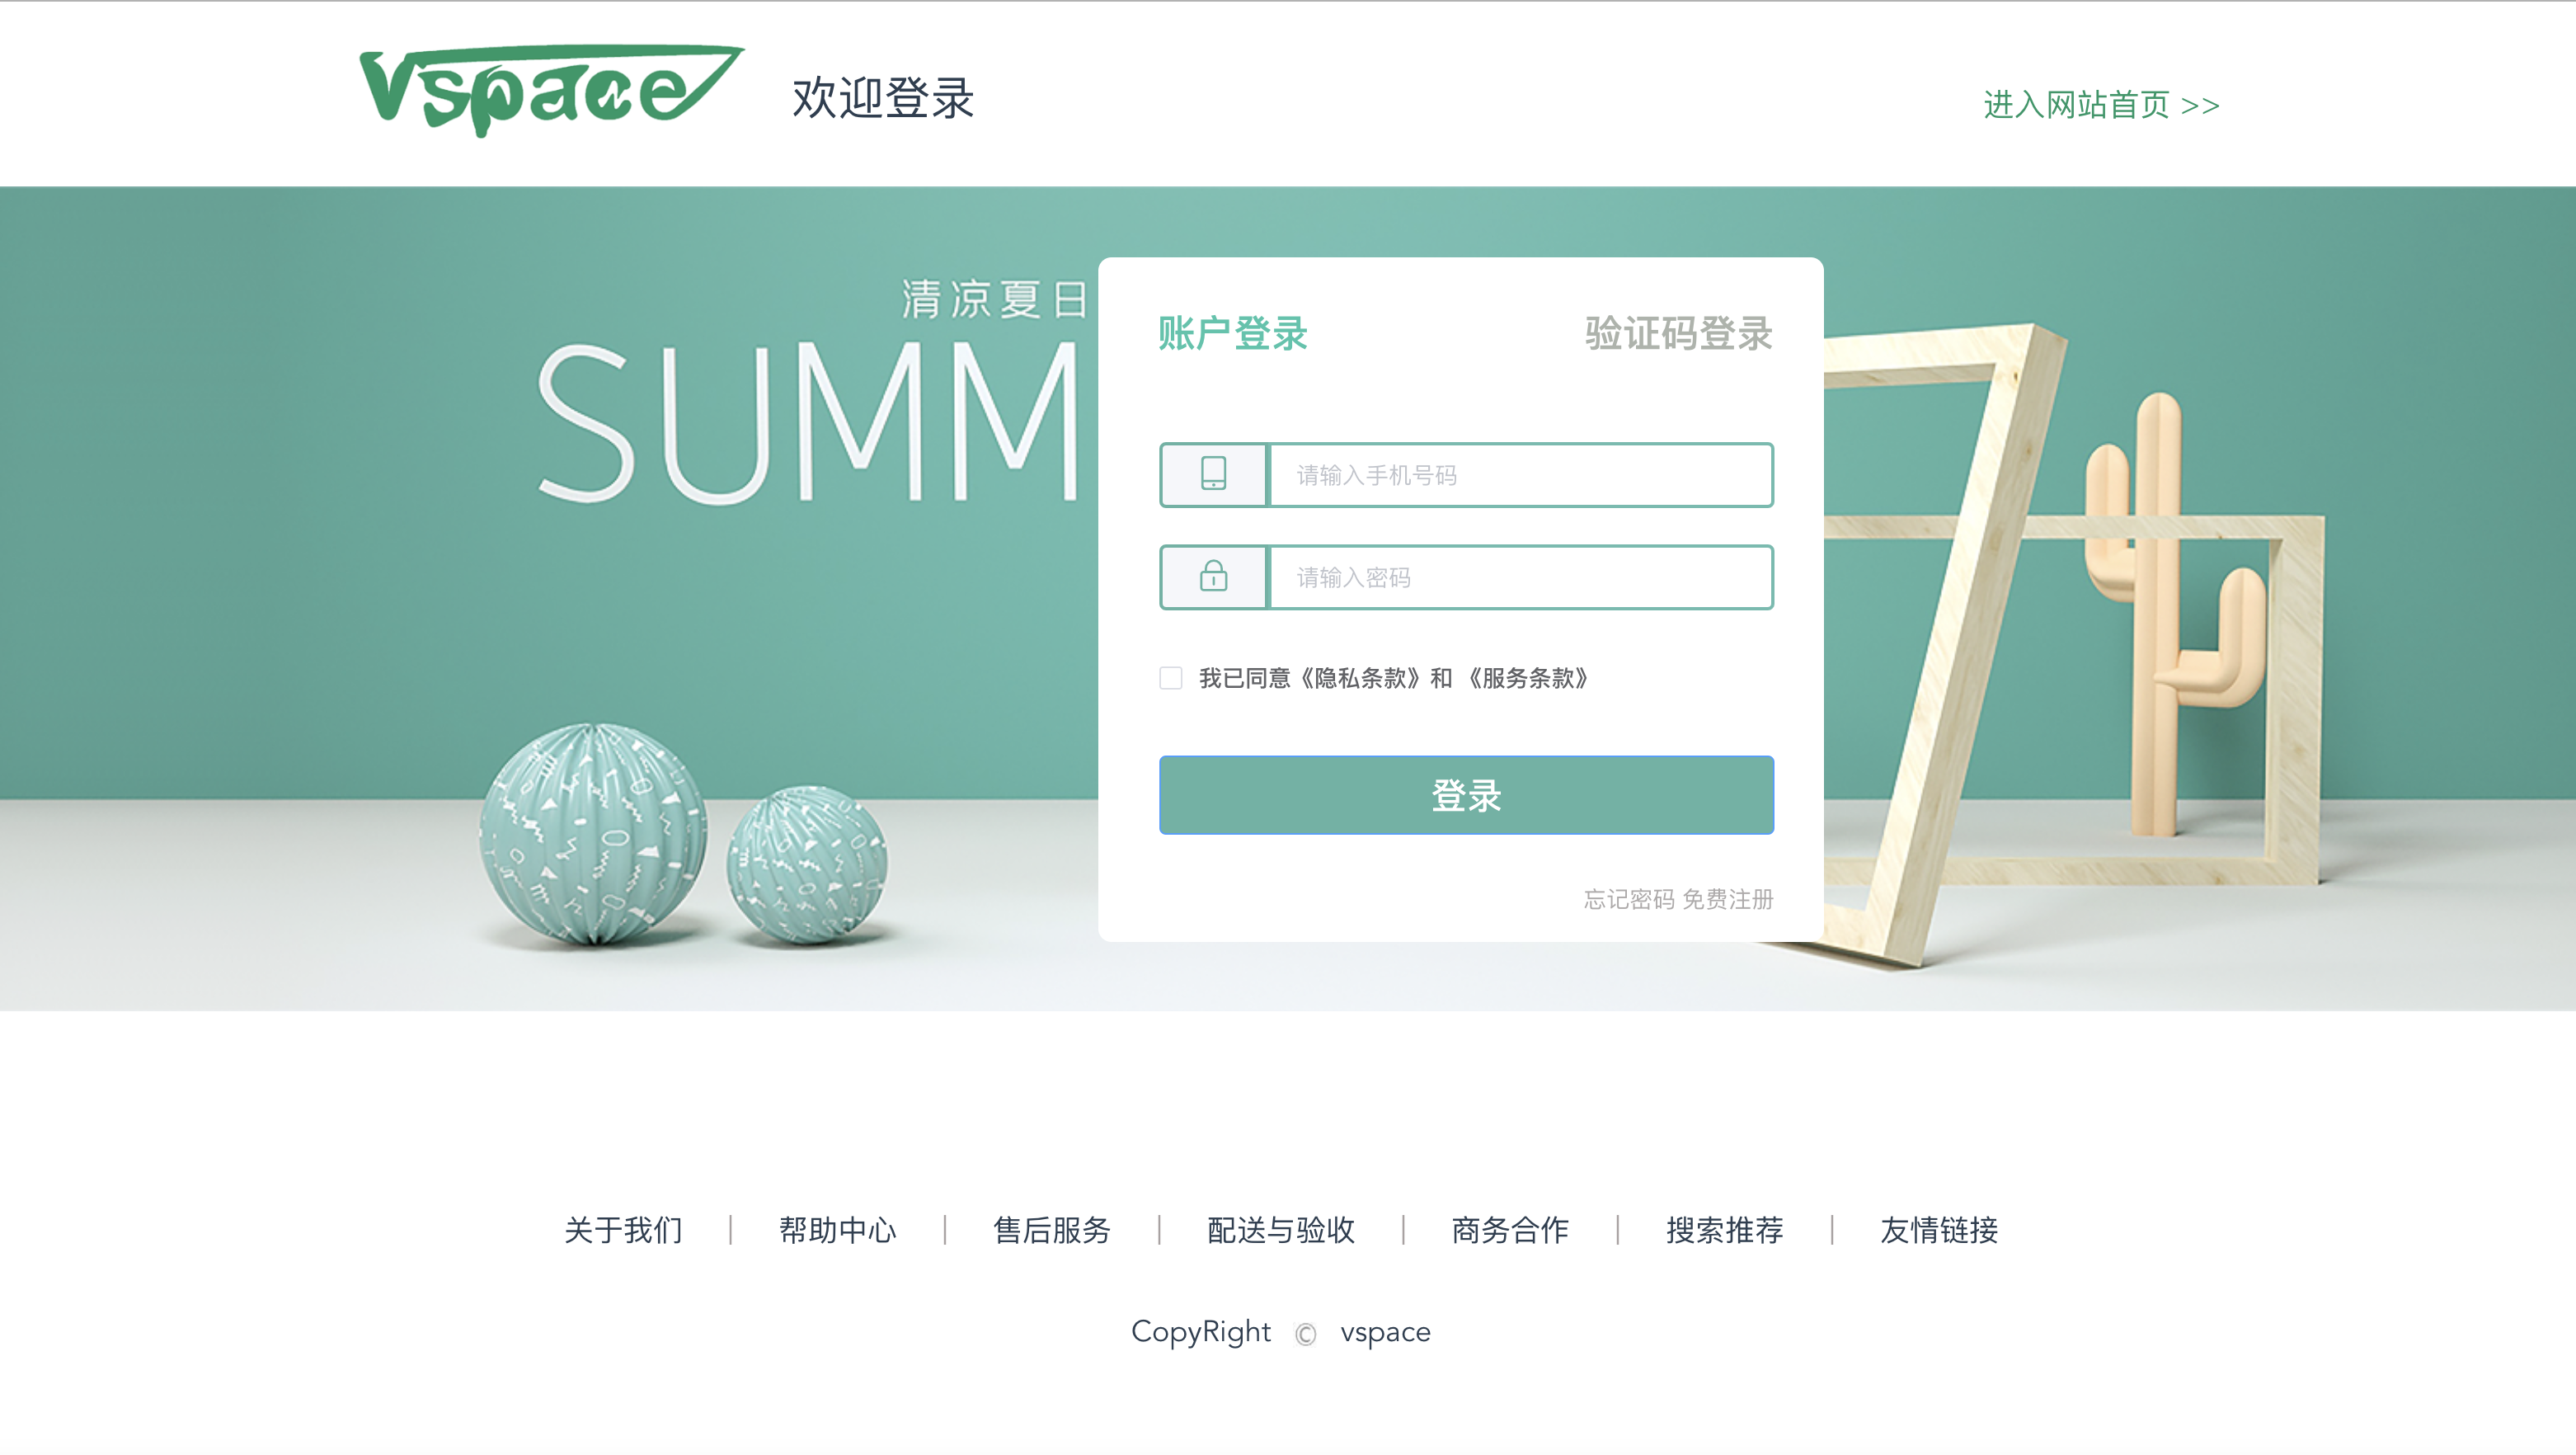 Vspace 欢迎登录
进入网站首页 >>
清凉夏日
SUMM
账户登录 验证码登录
请输入手机号码
请输入密码
我已同意《隐私条款》和 《服务条款》
登录
忘记密码 免费注册
关于我们 | 帮助中心 | 售后服务 | 配送与验收 | 商务合作 | 搜索推荐 | 友情链接
CopyRight © vspace